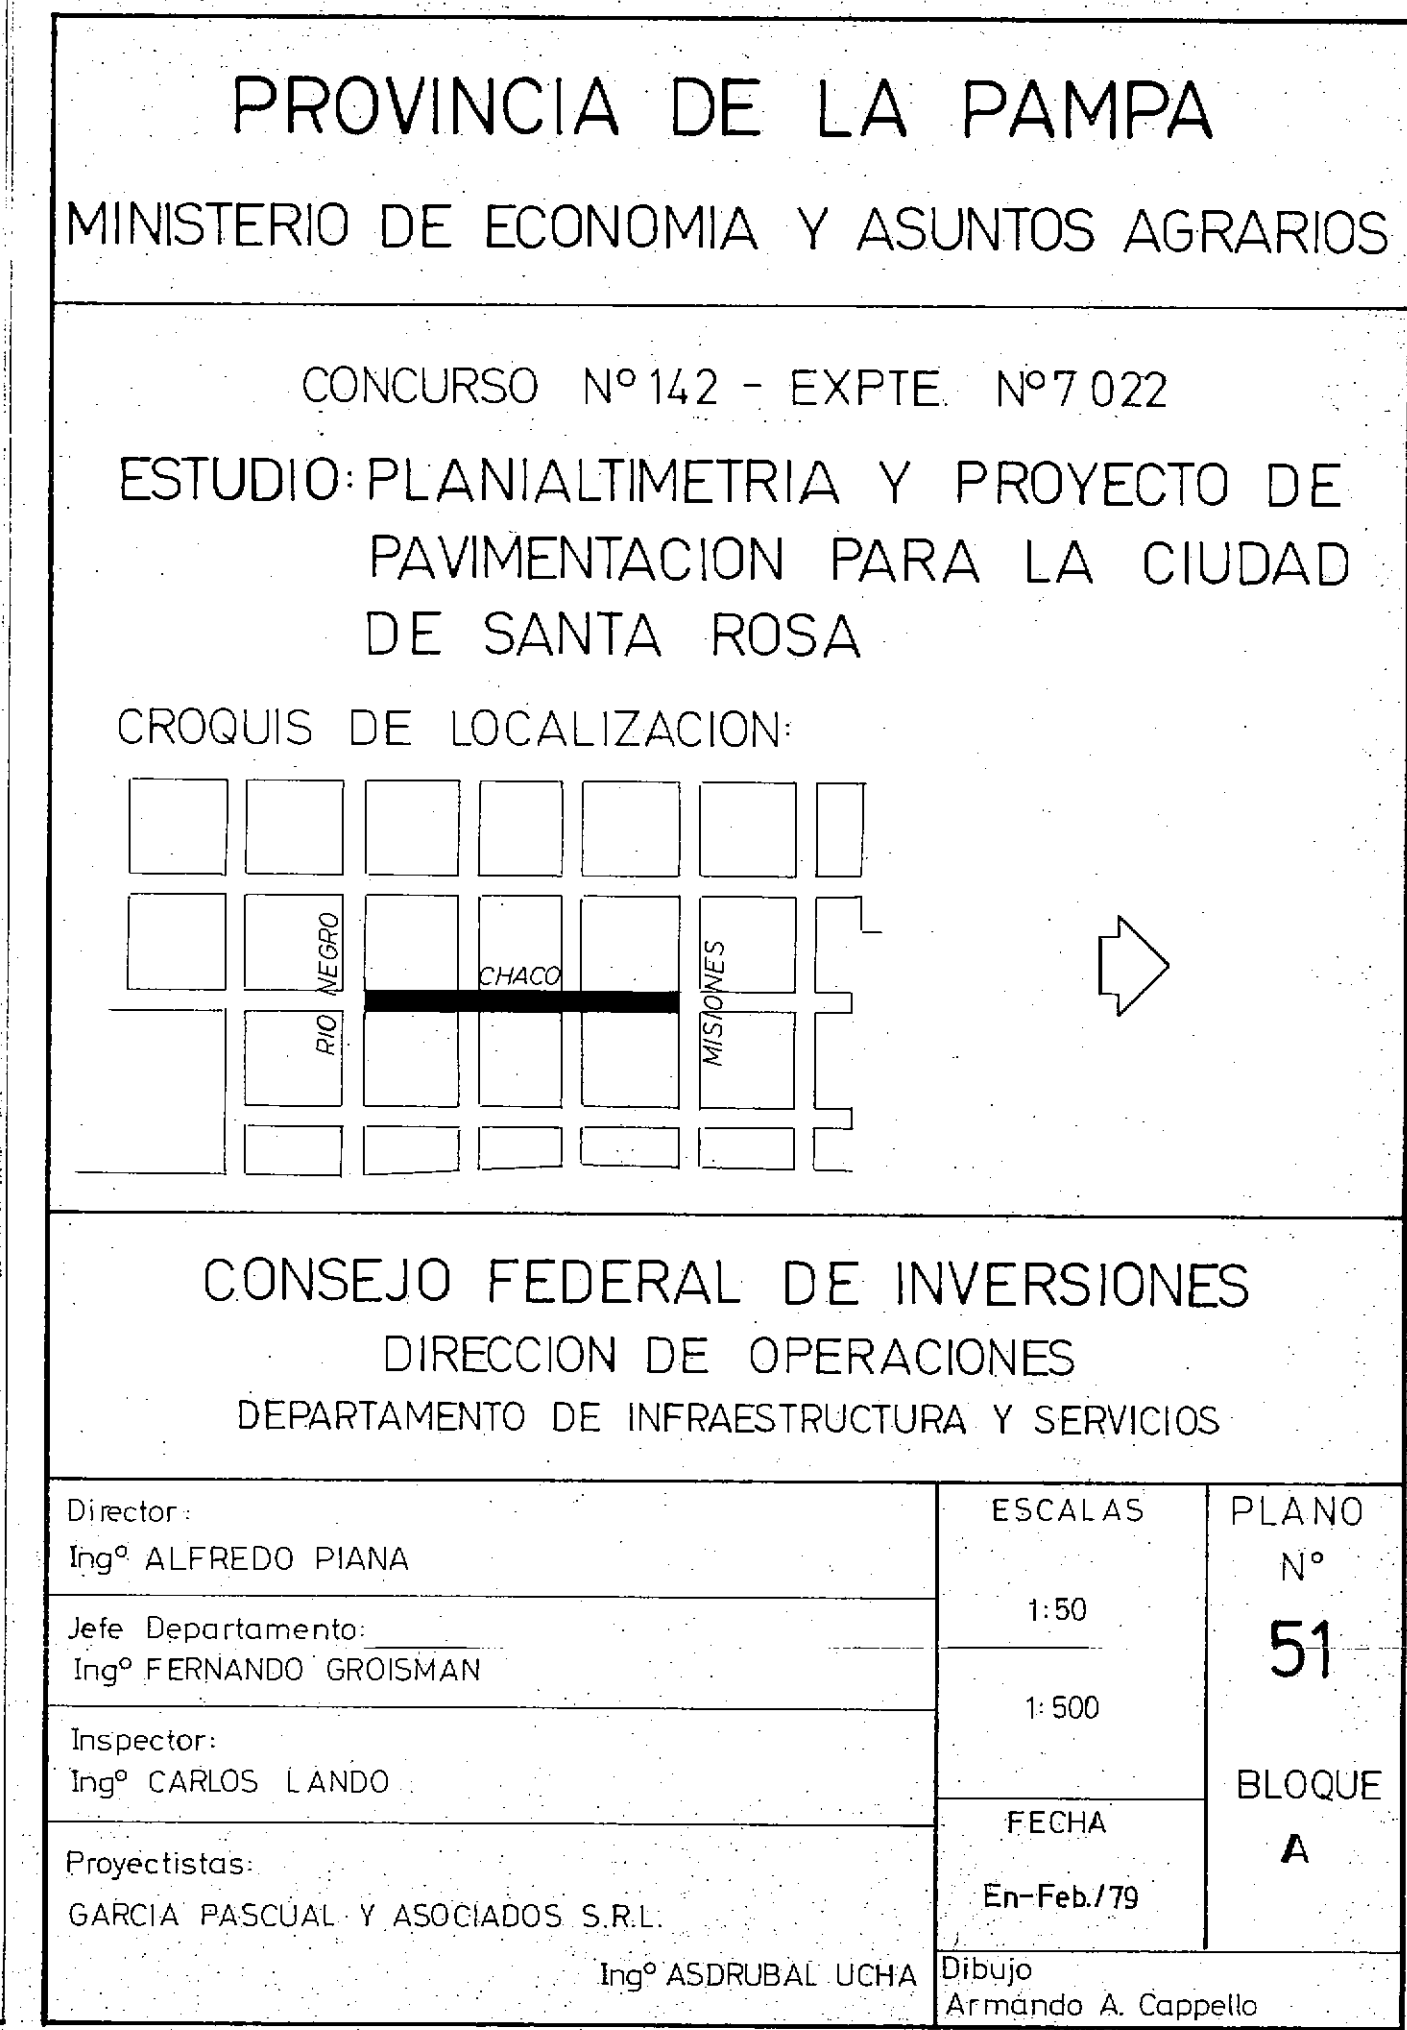 PROVINCIA DE LA PAMPA
MINISTERIO DE ECONOMIA Y ASUNTOS AGRARIOS
CONCURSO Nº 142 - EXPTE. Nº 7022
ESTUDIO: PLANIALTIMETRIA Y PROYECTO DE
PAVIMENTACION PARA LA CIUDAD
DE SANTA ROSA
CROQUIS DE LOCALIZACION:
RIO NEGRO
CHACO
MISIONES
CONSEJO FEDERAL DE INVERSIONES
DIRECCION DE OPERACIONES
DEPARTAMENTO DE INFRAESTRUCTURA Y SERVICIOS
Director:
Ingº ALFREDO PIANA
Jefe Departamento:
Ingº FERNANDO GROISMAN
Inspector:
Ingº CARLOS LANDO
Proyectistas:
GARCIA PASCUAL Y ASOCIADOS S.R.L.
Ingº ASDRUBAL UCHA
ESCALAS
1:50
1:500
FECHA
En-Feb./79
PLANO
Nº
51
BLOQUE
A
Dibujo
Armando A. Cappello